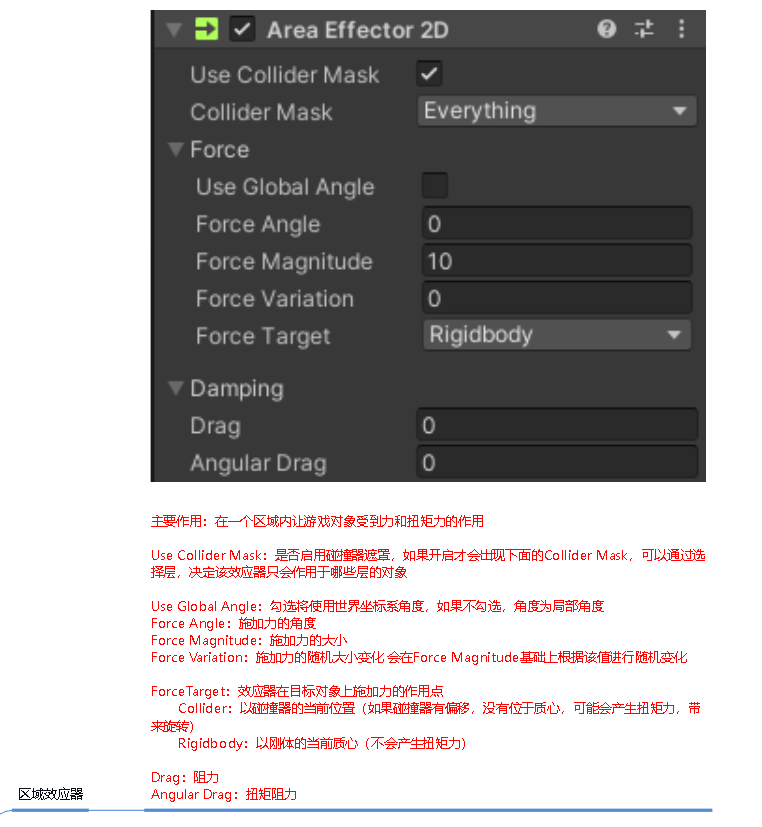 Area Effector 2D
Use Collider Mask
Collider Mask Everything
Force
Use Global Angle
Force Angle 0
Force Magnitude 10
Force Variation 0
Force Target Rigidbody
Damping
Drag 0
Angular Drag 0
主要作用：在一个区域内让游戏对象受到力和扭矩力的作用
Use Collider Mask：是否启用碰撞器遮罩，如果开启才会出现下面的Collider Mask，可以通过选
择层，决定该效应器只会作用于哪些层的对象
Use Global Angle：勾选将使用世界坐标系角度，如果不勾选，角度为局部角度
Force Angle：施加力的角度
Force Magnitude：施加力的大小
Force Variation：施加力的随机大小变化 会在Force Magnitude基础上根据该值进行随机变化
ForceTarget：效应器在目标对象上施加力的作用点
Collider：以碰撞器的当前位置（如果碰撞器有偏移，没有位于质心，可能会产生扭矩力，带
来旋转）
Rigidbody：以刚体的当前质心（不会产生扭矩力）
Drag：阻力
Angular Drag：扭矩阻力
区域效应器